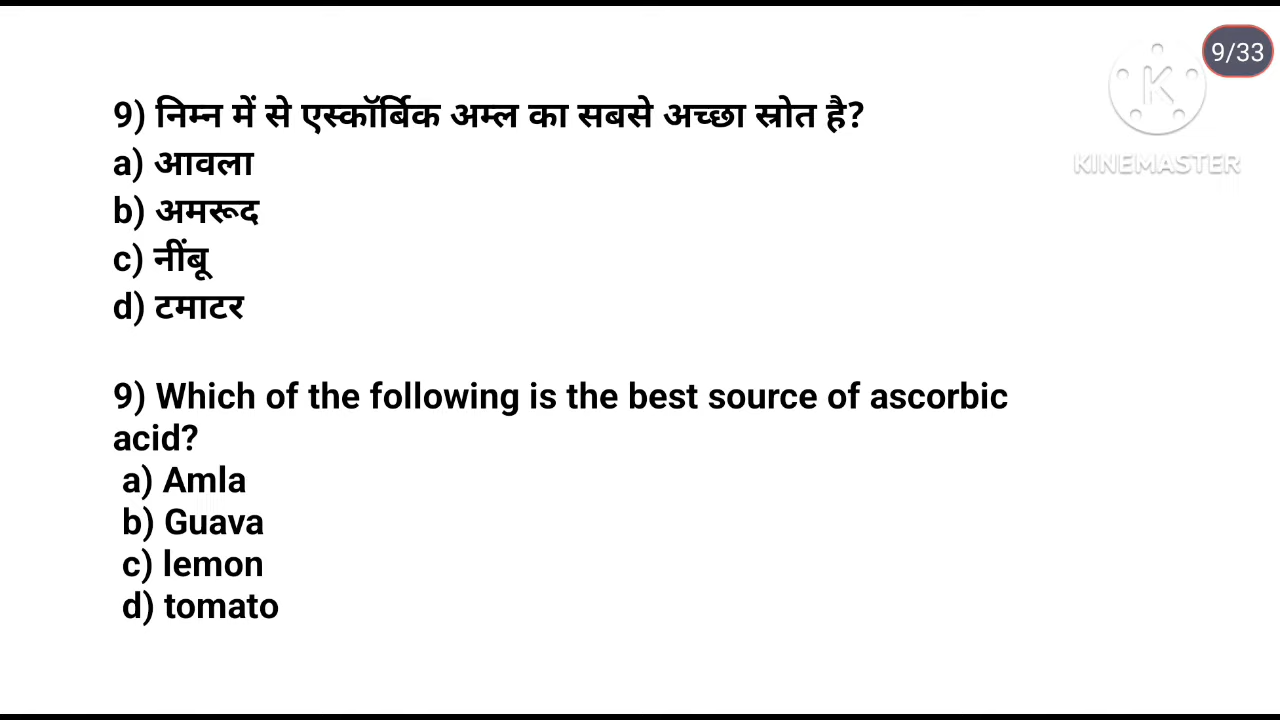 9/33
K
KINEMASTER
9) निम्न में से एस्कॉर्बिक अम्ल का सबसे अच्छा स्रोत है?
a) आवला
b) अमरूद
c) नींबू
d) टमाटर
9) Which of the following is the best source of ascorbic
acid?
a) Amla
b) Guava
c) lemon
d) tomato